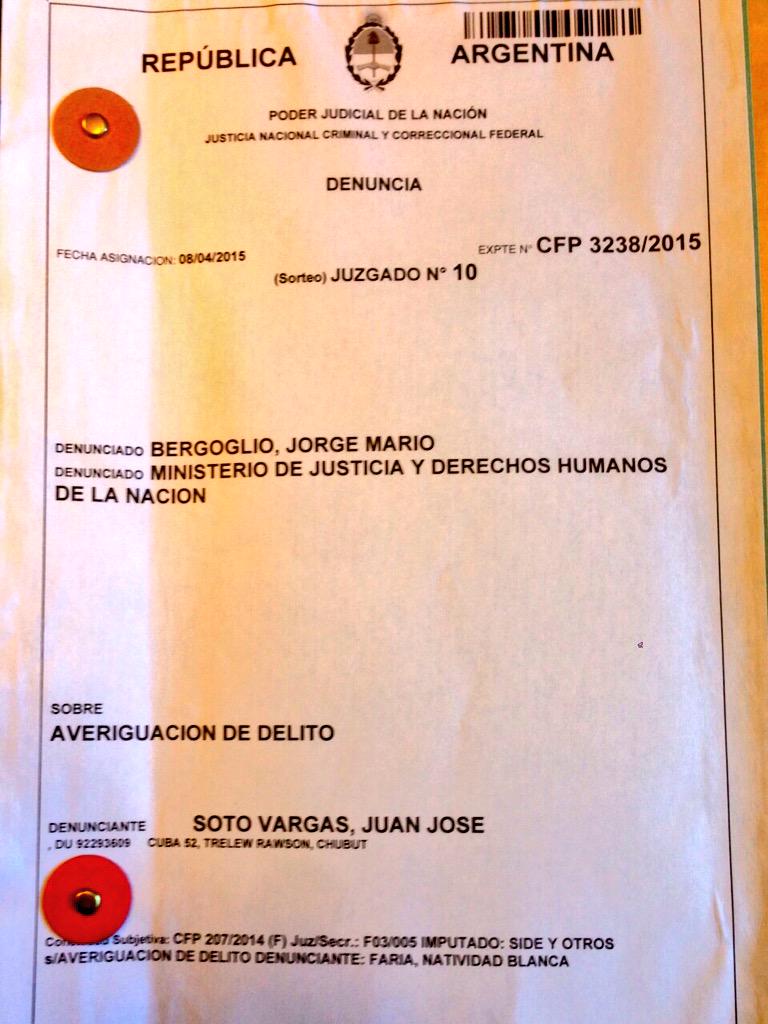 REPÚBLICA ARGENTINA
PODER JUDICIAL DE LA NACIÓN
JUSTICIA NACIONAL CRIMINAL Y CORRECCIONAL FEDERAL
DENUNCIA
FECHA ASIGNACION: 08/04/2015 EXPTE N° CFP 3238/2015
(Sorteo) JUZGADO N° 10
DENUNCIADO BERGOGLIO, JORGE MARIO
DENUNCIADO MINISTERIO DE JUSTICIA Y DERECHOS HUMANOS
DE LA NACION
SOBRE
AVERIGUACION DE DELITO
DENUNCIANTE SOTO VARGAS, JUAN JOSE
, DU 92293609 CUBA 52, TRELEW RAWSON, CHUBUT
Subjetiva: CFP 207/2014 (F) Juz/Secr.: F03/005 IMPUTADO: SIDE Y OTROS
s/AVERIGUACION DE DELITO DENUNCIANTE: FARIA, NATIVIDAD BLANCA